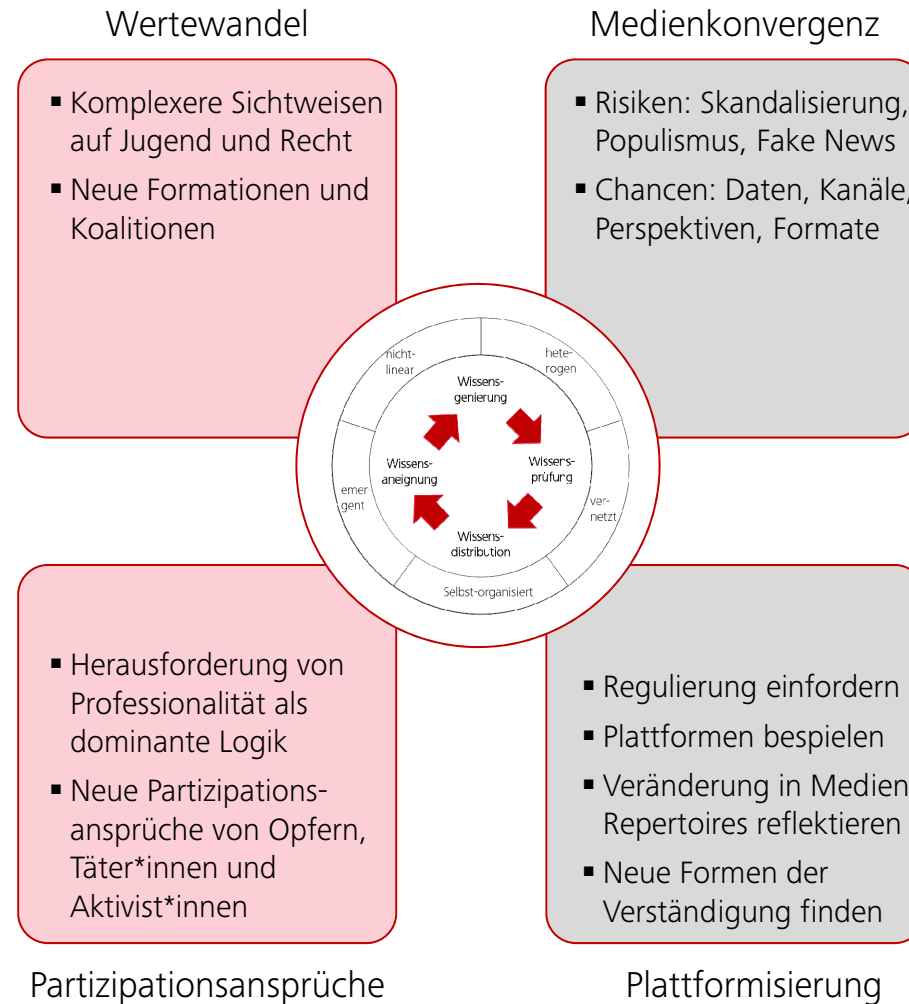 Wertewandel
▪ Komplexere Sichtweisen
auf Jugend und Recht
▪ Neue Formationen und
Koalitionen
Medienkonvergenz
▪ Risiken: Skandalisierung,
Populismus, Fake News
▪ Chancen: Daten, Kanäle,
Perspektiven, Formate
nicht-
linear
hete-
rogen
ver-
netzt
Selbst-organisiert
emer
gent
Wissens-
genierung
Wissens-
prüfung
Wissens-
distribution
Wissens-
aneignung
▪ Herausforderung von
Professionalität als
dominante Logik
▪ Neue Partizipations-
ansprüche von Opfern,
Täter*innen und
Aktivist*innen
Partizipationsansprüche
▪ Regulierung einfordern
▪ Plattformen bespielen
▪ Veränderung in Medien
Repertoires reflektieren
▪ Neue Formen der
Verständigung finden
Plattformisierung